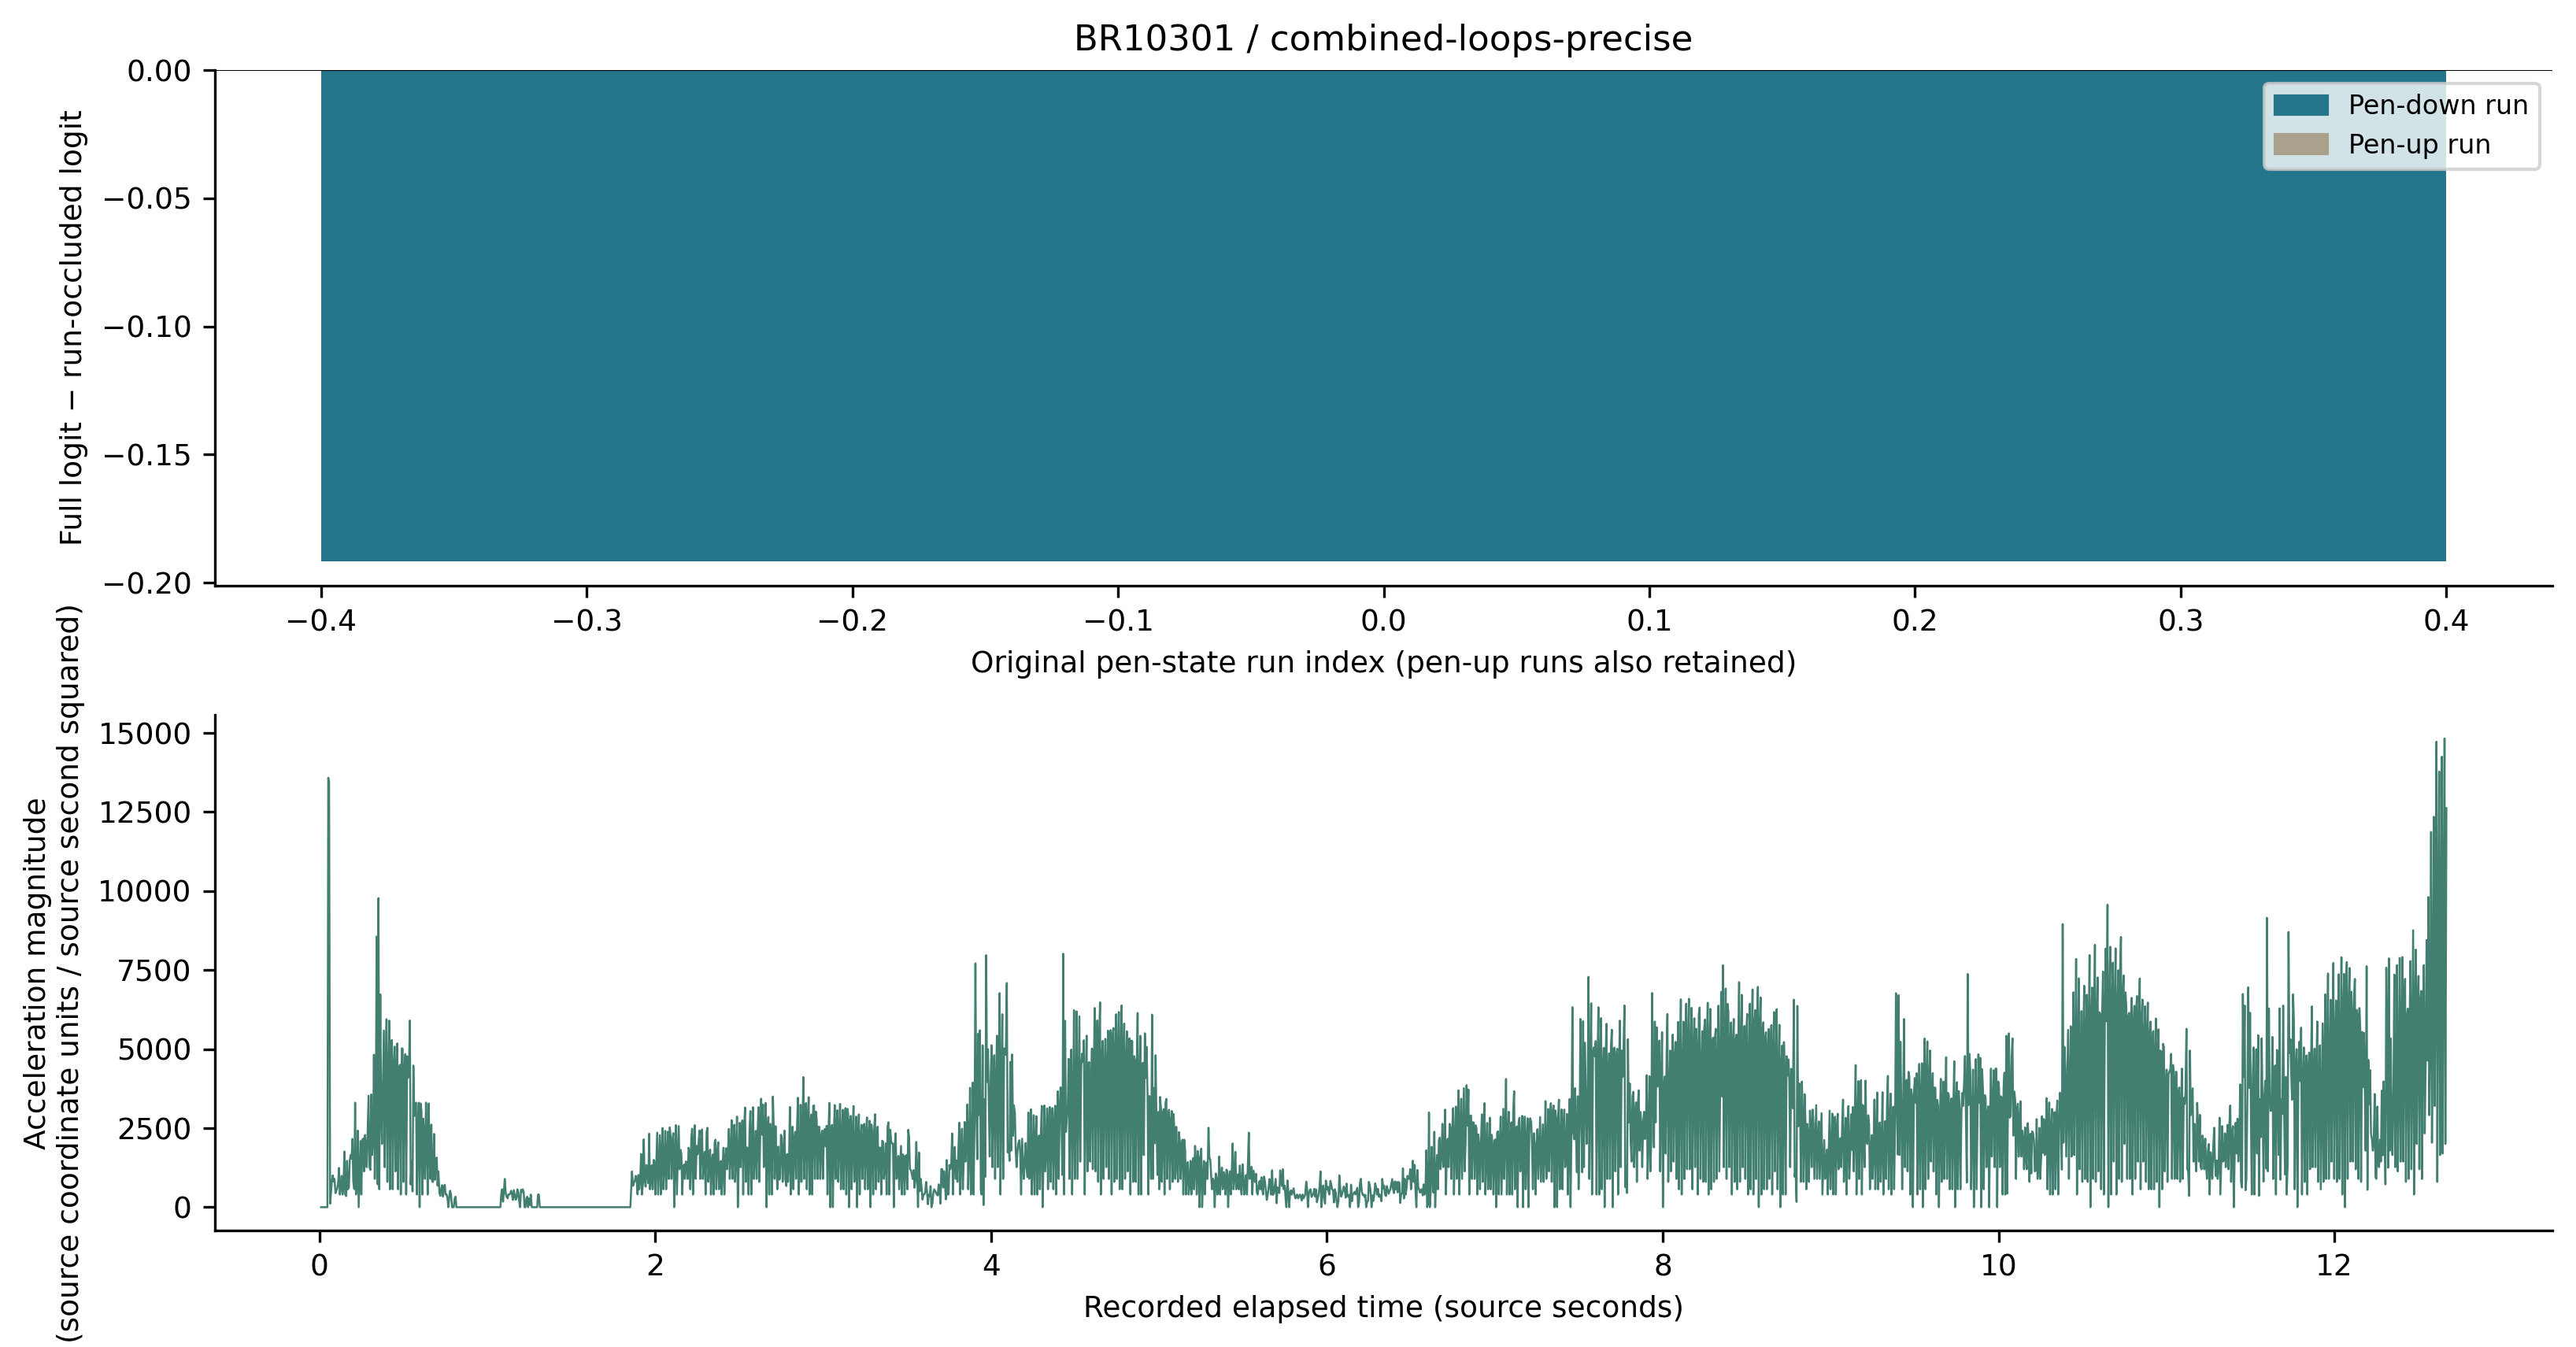 BR10301 / combined-loops-precise
Full logit − run-occluded logit
0.00
−0.05
−0.10
−0.15
−0.20
Pen-down run
Pen-up run
−0.4 −0.3 −0.2 −0.1 0.0 0.1 0.2 0.3 0.4
Original pen-state run index (pen-up runs also retained)
Acceleration magnitude
(source coordinate units / source second squared)
15000
12500
10000
7500
5000
2500
0
0 2 4 6 8 10 12
Recorded elapsed time (source seconds)